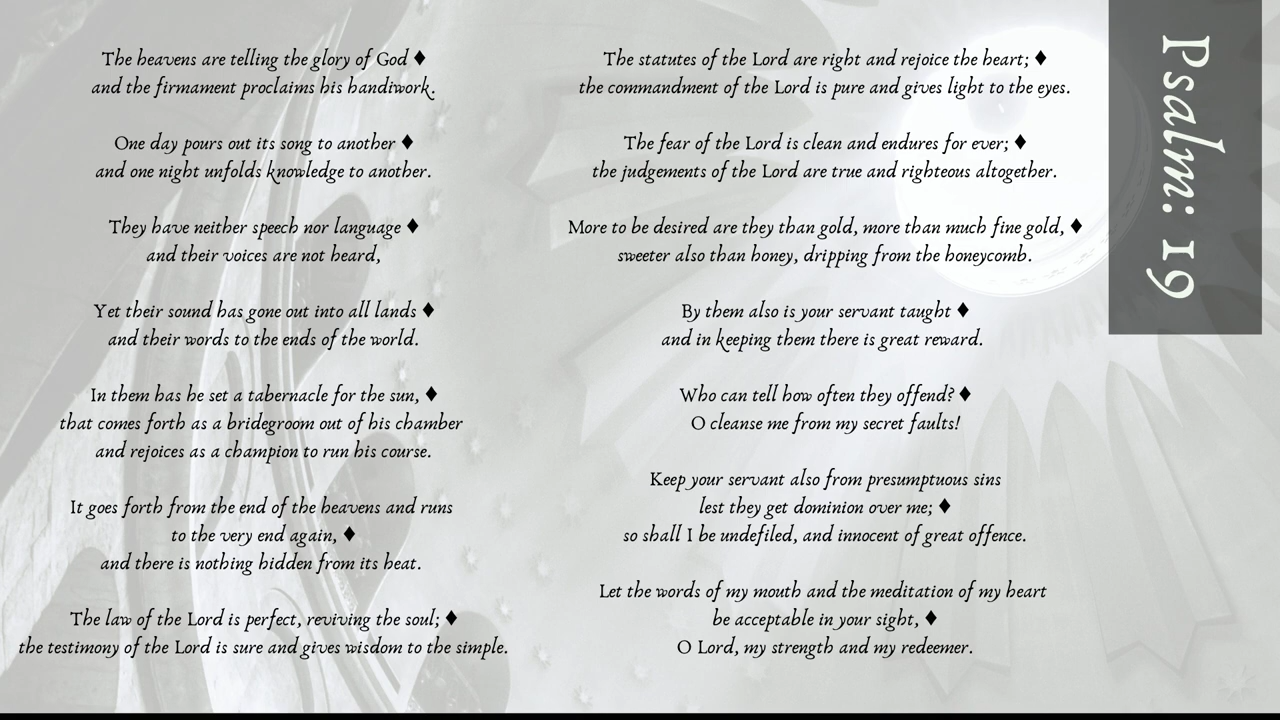 The heavens are telling the glory of God ♦
and the firmament proclaims his handiwork.
One day pours out its song to another ♦
and one night unfolds knowledge to another.
They have neither speech nor language ♦
and their voices are not heard,
Yet their sound has gone out into all lands ♦
and their words to the ends of the world.
In them has he set a tabernacle for the sun, ♦
that comes forth as a bridegroom out of his chamber
and rejoices as a champion to run his course.
It goes forth from the end of the heavens and runs
to the very end again, ♦
and there is nothing hidden from its heat.
The law of the Lord is perfect, reviving the soul; ♦
the testimony of the Lord is sure and gives wisdom to the simple.
The statutes of the Lord are right and rejoice the heart; ♦
the commandment of the Lord is pure and gives light to the eyes.
The fear of the Lord is clean and endures for ever; ♦
the judgements of the Lord are true and righteous altogether.
More to be desired are they than gold, more than much fine gold, ♦
sweeter also than honey, dripping from the honeycomb.
By them also is your servant taught ♦
and in keeping them there is great reward.
Who can tell how often they offend? ♦
O cleanse me from my secret faults!
Keep your servant also from presumptuous sins
lest they get dominion over me; ♦
so shall I be undefiled, and innocent of great offence.
Let the words of my mouth and the meditation of my heart
be acceptable in your sight, ♦
O Lord, my strength and my redeemer.
Psalm: 19